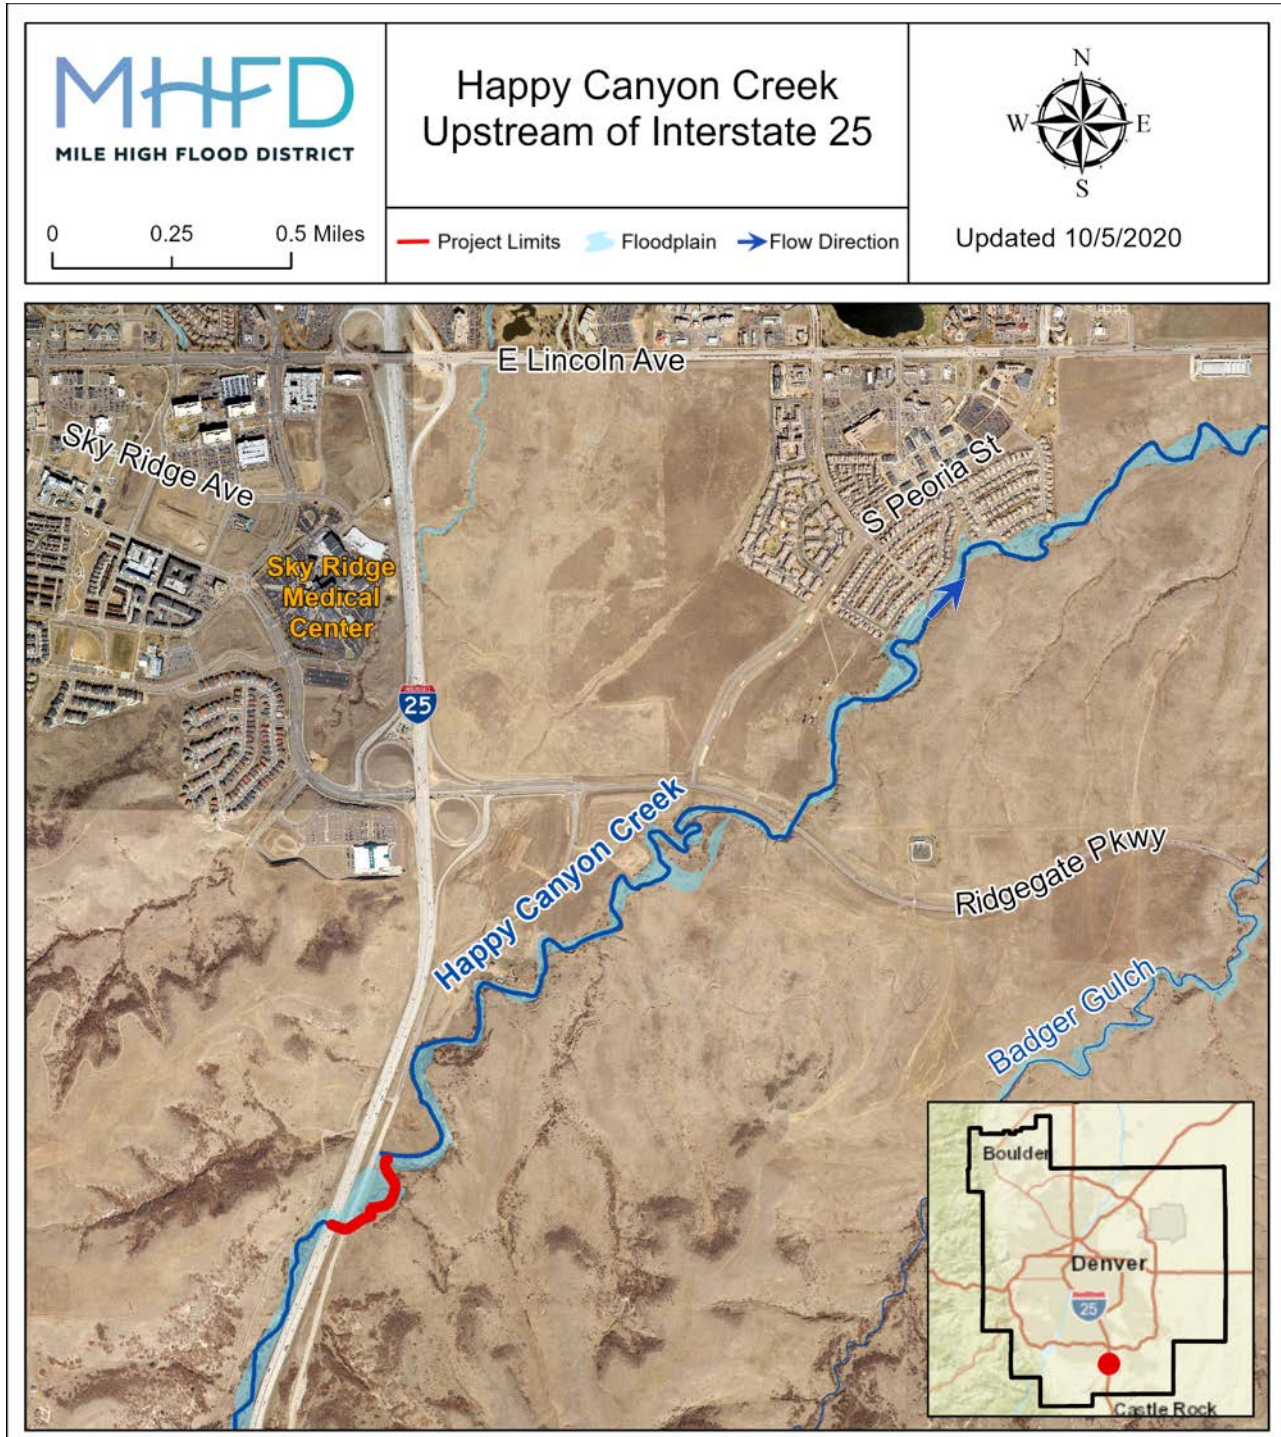 MHFD
MILE HIGH FLOOD DISTRICT
0 0.25 0.5 Miles
Happy Canyon Creek
Upstream of Interstate 25
Project Limits Floodplain Flow Direction
N
W E
S
Updated 10/5/2020
E Lincoln Ave
Sky Ridge Ave
S Peoria St
Sky Ridge
Medical
Center
25
Happy Canyon Creek
Ridgegate Pkwy
Badger Gulch
Boulder
Denver
25
Castle Rock